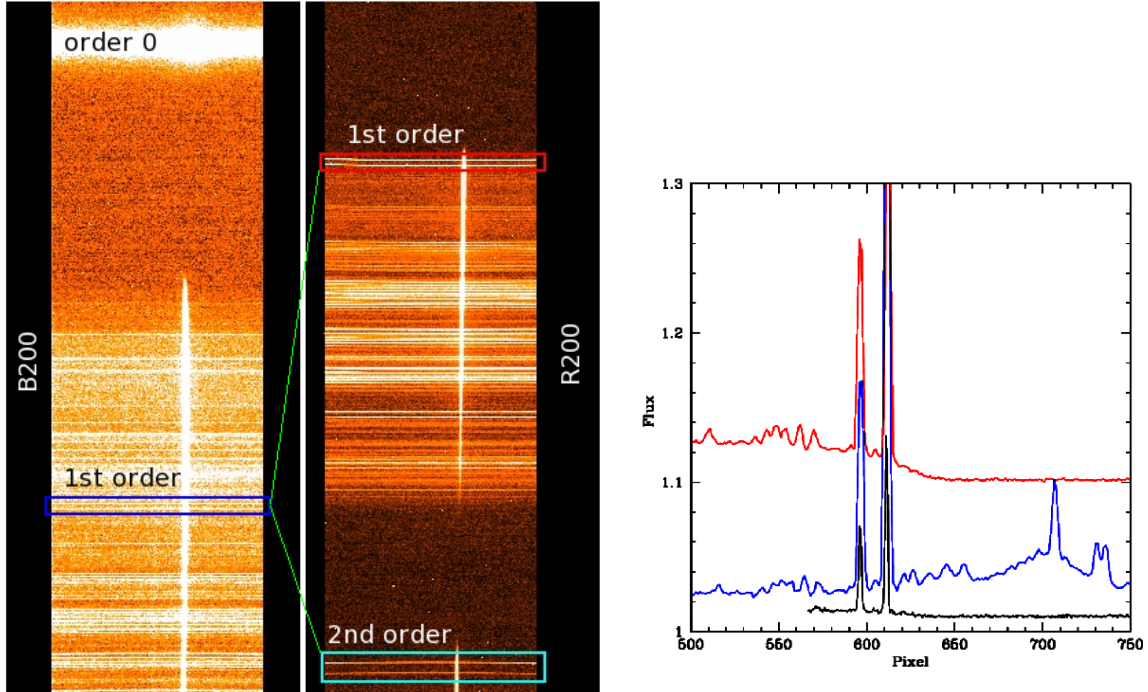 order 0
B200
1st order
1st order
R200
2nd order
1.3
1.2
1.1
1
Flux
500 550 600 650 700 750
Pixel